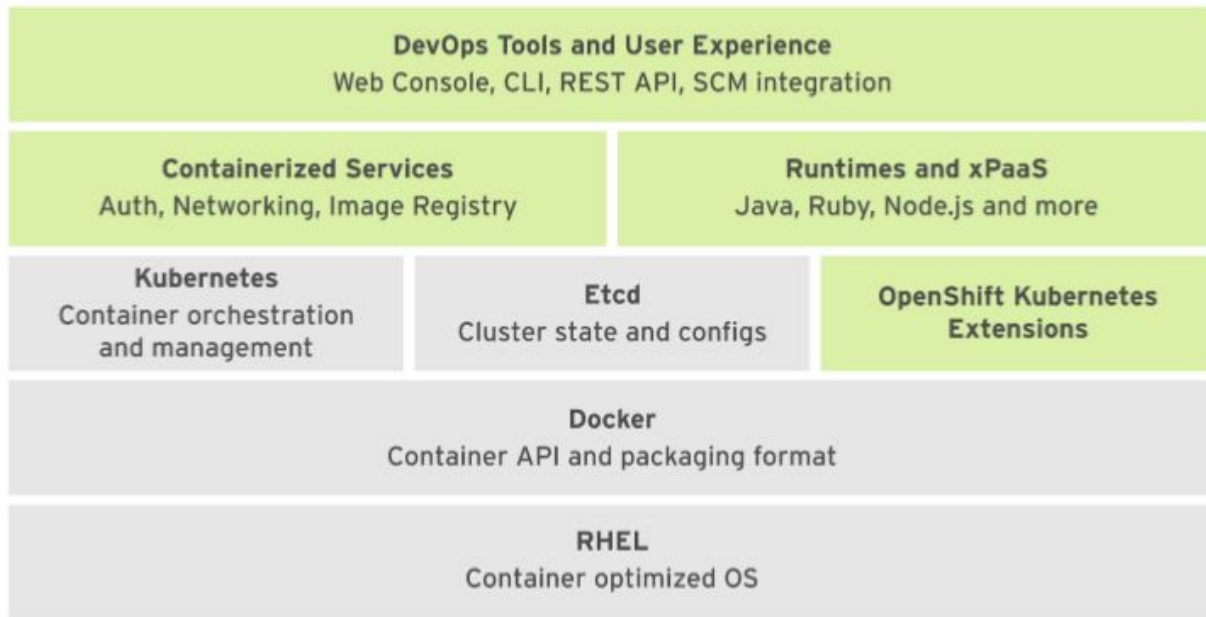 DevOps Tools and User Experience
Web Console, CLI, REST API, SCM integration
Containerized Services
Auth, Networking, Image Registry
Runtimes and xPaaS
Java, Ruby, Node.js and more
Kubernetes
Container orchestration
and management
Etcd
Cluster state and configs
OpenShift Kubernetes
Extensions
Docker
Container API and packaging format
RHEL
Container optimized OS